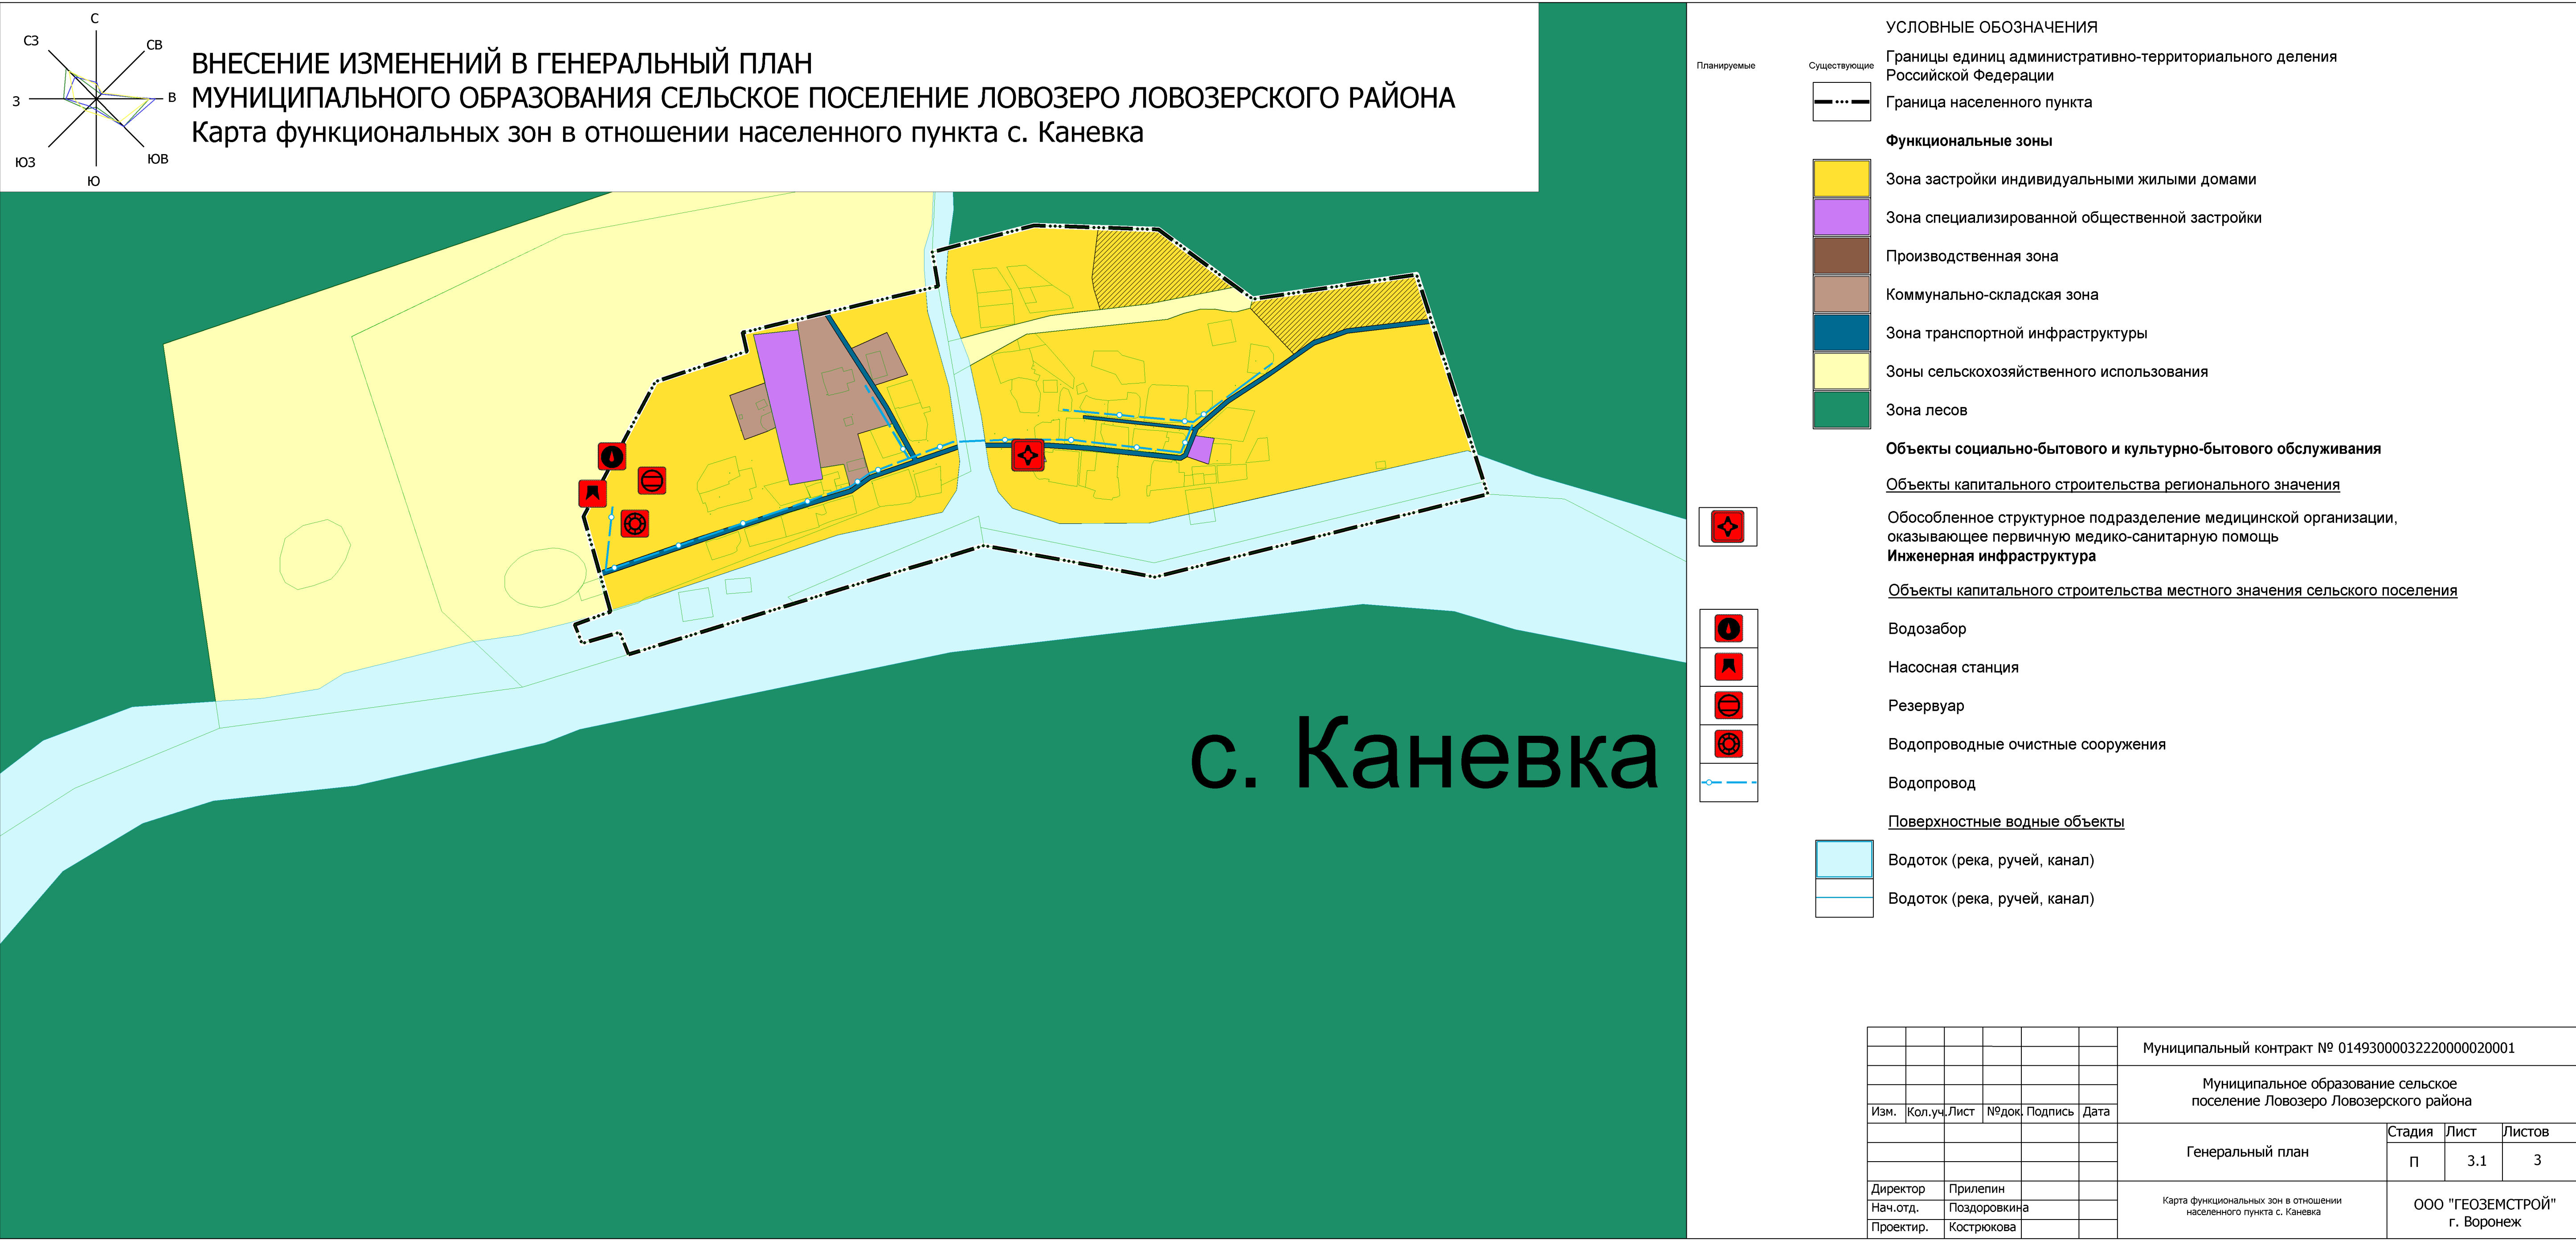 С
СЗ
СВ
З
В
ЮЗ
ЮВ
Ю
ВНЕСЕНИЕ ИЗМЕНЕНИЙ В ГЕНЕРАЛЬНЫЙ ПЛАН
МУНИЦИПАЛЬНОГО ОБРАЗОВАНИЯ СЕЛЬСКОЕ ПОСЕЛЕНИЕ ЛОВОЗЕРО ЛОВОЗЕРСКОГО РАЙОНА
Карта функциональных зон в отношении населенного пункта с. Каневка
с. Каневка
УСЛОВНЫЕ ОБОЗНАЧЕНИЯ
Планируемые
Существующие
Границы единиц административно-территориального деления
Российской Федерации
Граница населенного пункта
Функциональные зоны
Зона застройки индивидуальными жилыми домами
Зона специализированной общественной застройки
Производственная зона
Коммунально-складская зона
Зона транспортной инфраструктуры
Зоны сельскохозяйственного использования
Зона лесов
Объекты социально-бытового и культурно-бытового обслуживания
Объекты капитального строительства регионального значения
Обособленное структурное подразделение медицинской организации,
оказывающее первичную медико-санитарную помощь
Инженерная инфраструктура
Объекты капитального строительства местного значения сельского поселения
Водозабор
Насосная станция
Резервуар
Водопроводные очистные сооружения
Водопровод
Поверхностные водные объекты
Водоток (река, ручей, канал)
Водоток (река, ручей, канал)
Муниципальный контракт № 01493000032220000020001
Муниципальное образование сельское
поселение Ловозеро Ловозерского района
Изм. Кол.уч. Лист №док. Подпись Дата
Генеральный план
Стадия Лист Листов
П 3.1 3
Директор Прилепин
Нач.отд. Поздоровкина
Проектир. Кострюкова
Карта функциональных зон в отношении
населенного пункта с. Каневка
ООО "ГЕОЗЕМСТРОЙ"
г. Воронеж